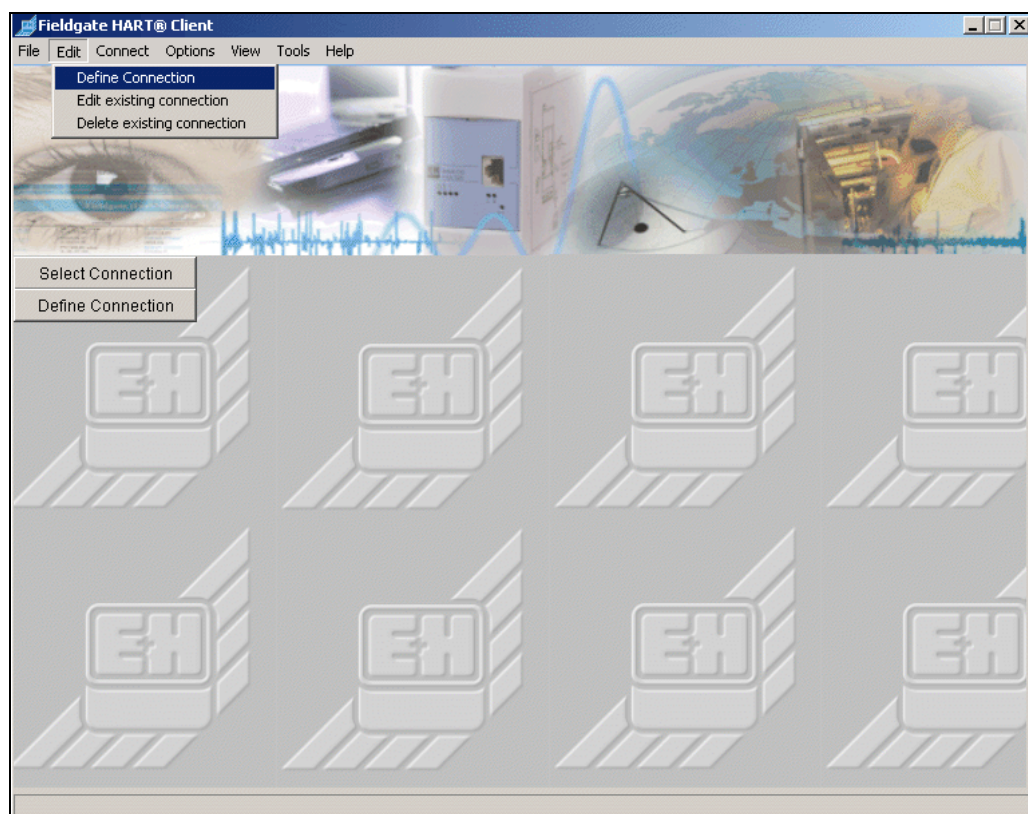 Fieldgate HART® Client
File Edit Connect Options View Tools Help
Define Connection
Edit existing connection
Delete existing connection
Select Connection
Define Connection
E+H
E+H
E+H
E+H
E+H
E+H
E+H
E+H